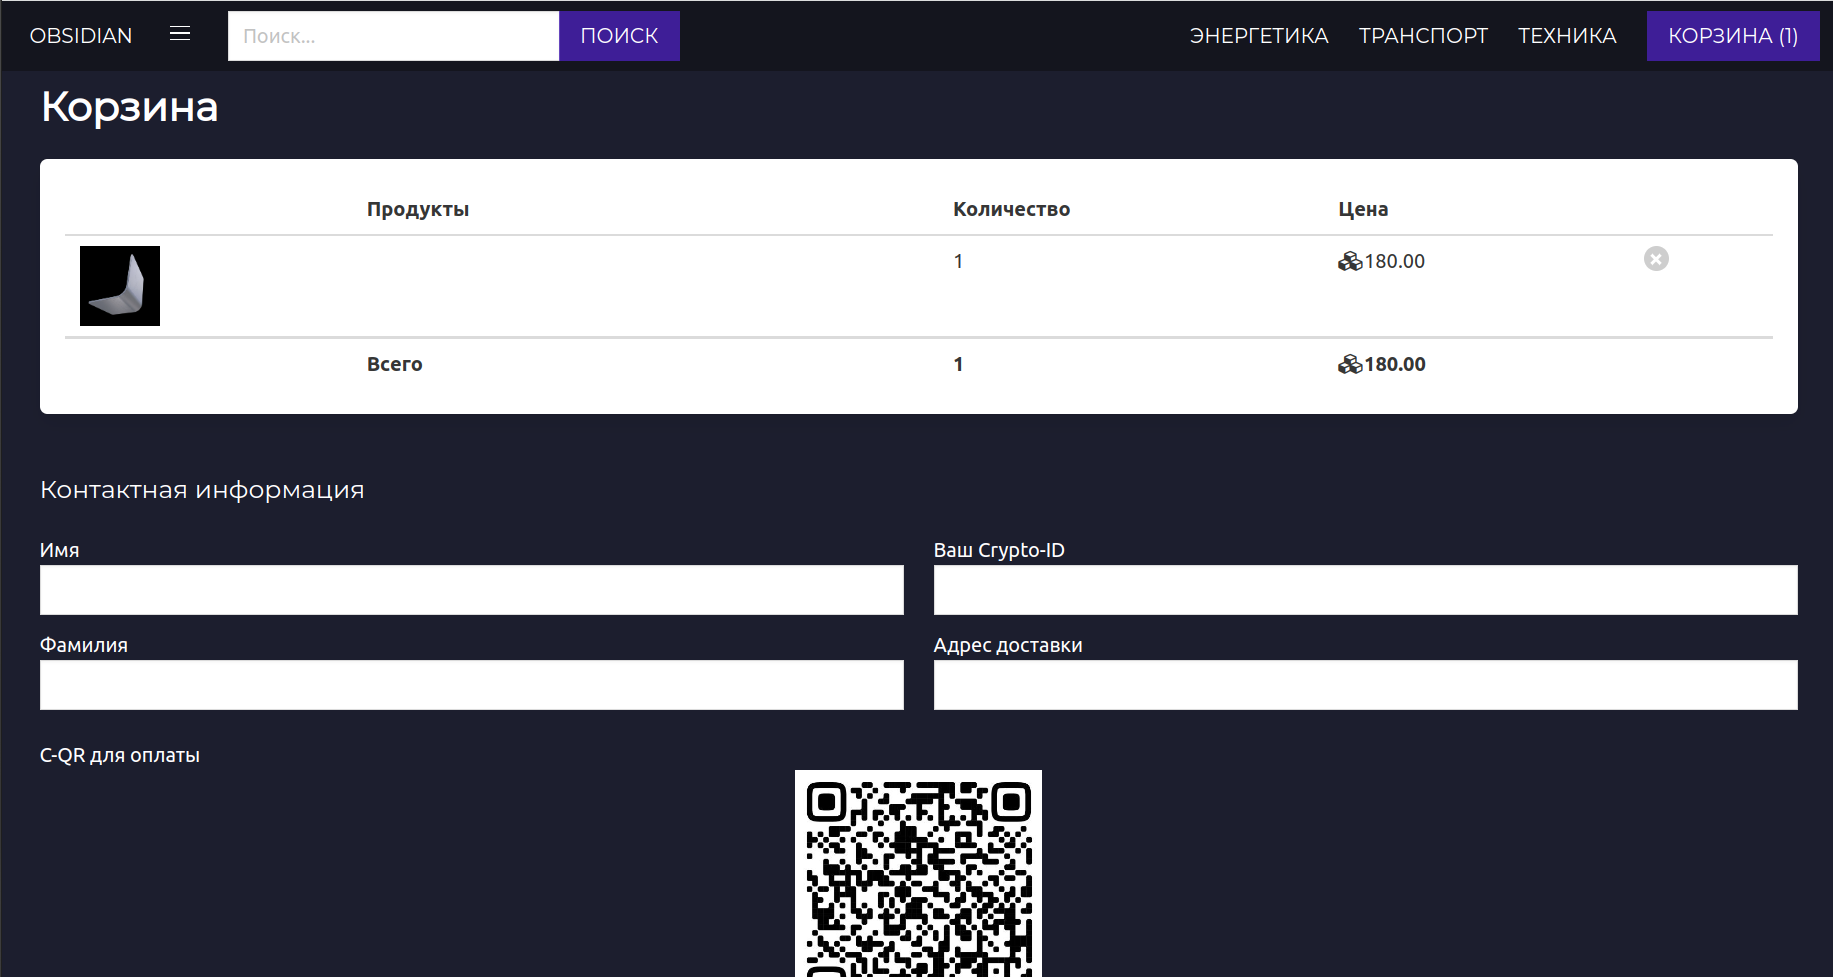 OBSIDIAN
Поиск...
ПОИСК
ЭНЕРГЕТИКА
ТРАНСПОРТ
ТЕХНИКА
КОРЗИНА (1)
Корзина
Продукты Количество Цена
1 180.00
Всего 1 180.00
Контактная информация
Имя
Ваш Crypto-ID
Фамилия
Адрес доставки
C-QR для оплаты